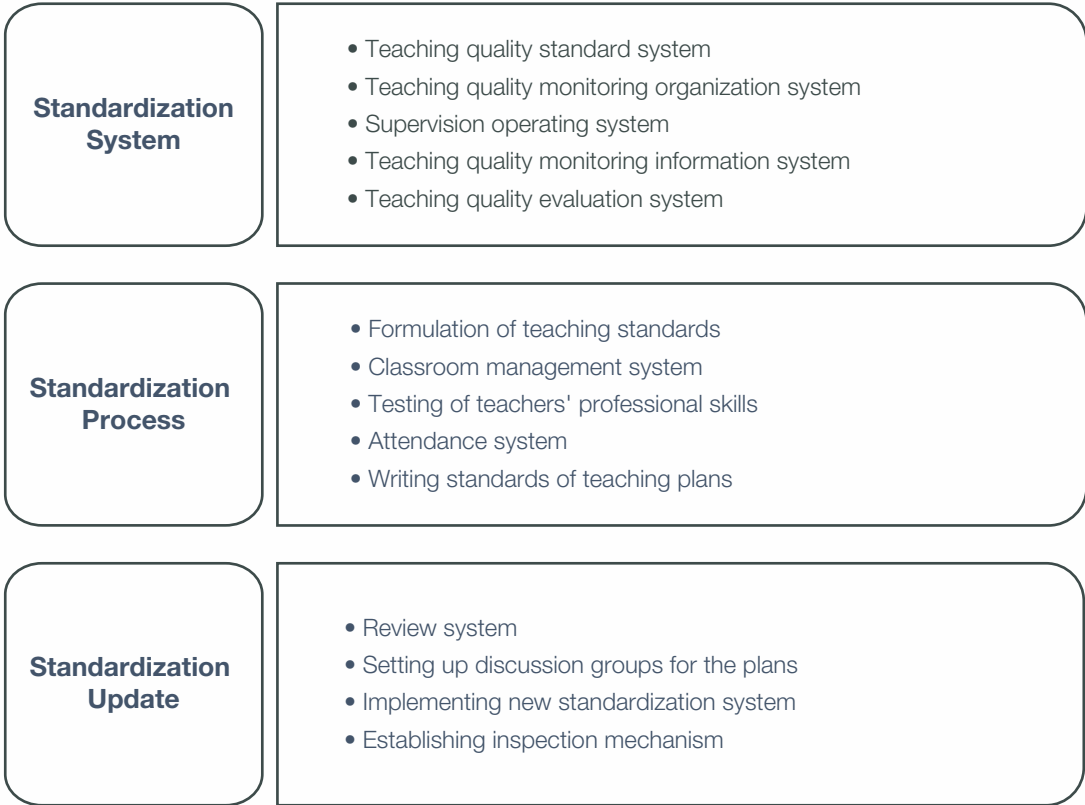 Standardization
System
• Teaching quality standard system
• Teaching quality monitoring organization system
• Supervision operating system
• Teaching quality monitoring information system
• Teaching quality evaluation system
Standardization
Process
• Formulation of teaching standards
• Classroom management system
• Testing of teachers' professional skills
• Attendance system
• Writing standards of teaching plans
Standardization
Update
• Review system
• Setting up discussion groups for the plans
• Implementing new standardization system
• Establishing inspection mechanism